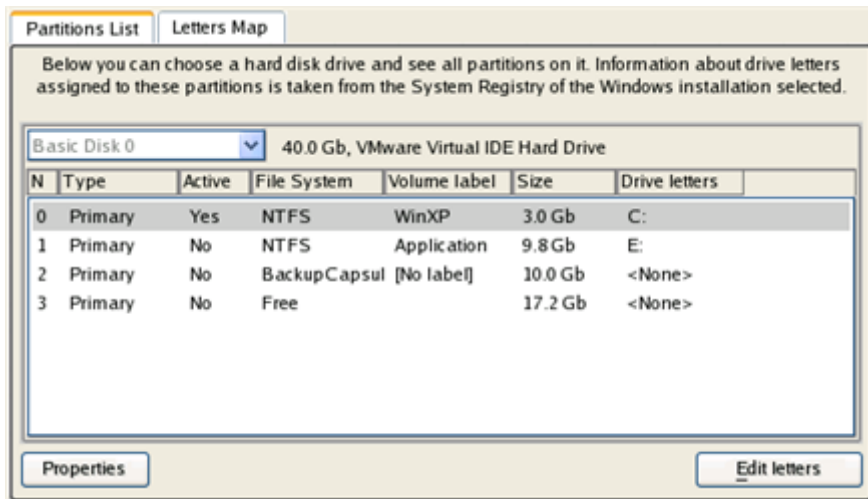 Partitions List Letters Map
Below you can choose a hard disk drive and see all partitions on it. Information about drive letters
assigned to these partitions is taken from the System Registry of the Windows installation selected.
Basic Disk 0 40.0 Gb, VMware Virtual IDE Hard Drive
N Type Active File System Volume label Size Drive letters
0 Primary Yes NTFS WinXP 3.0 Gb C:
1 Primary No NTFS Application 9.8 Gb E:
2 Primary No BackupCapsul [No label] 10.0 Gb <None>
3 Primary No Free 17.2 Gb <None>
Properties Edit letters